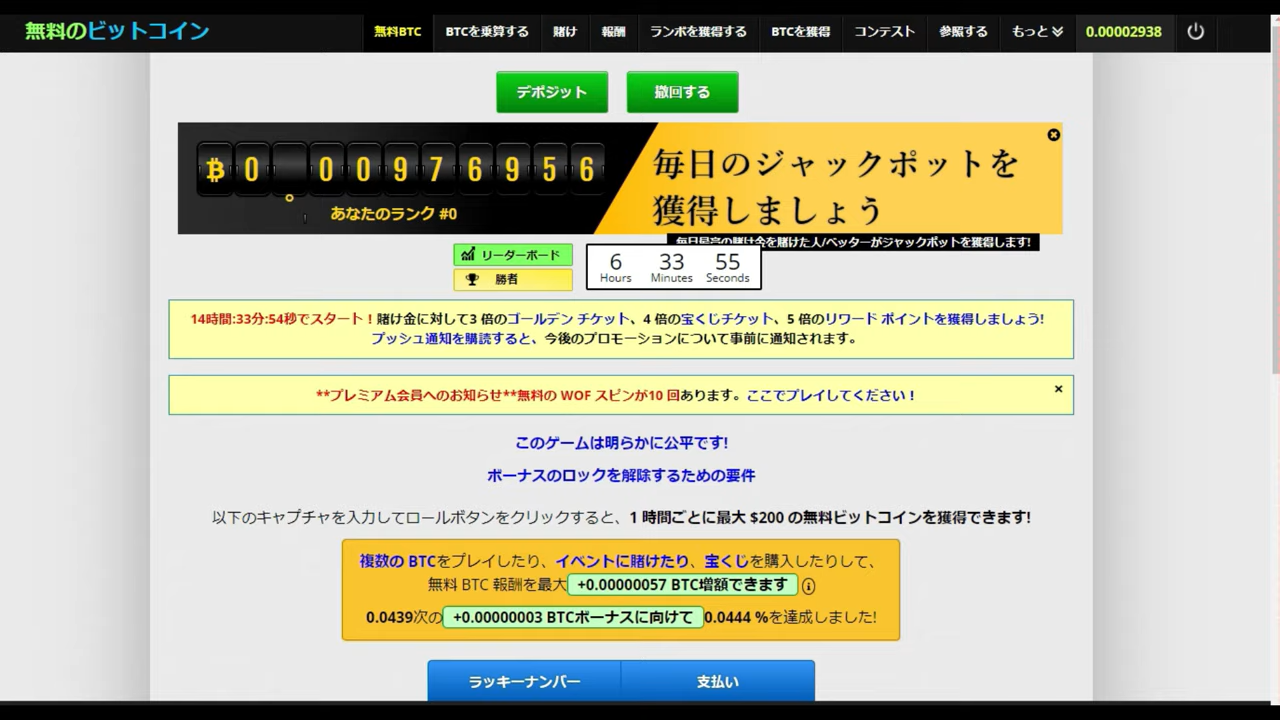 無料のビットコイン
無料BTC BTCを乗算する 賭け 報酬 ランボを獲得する BTCを獲得 コンテスト 参照する もっと 0.00002938
デポジット 撤回する
0.00976956
あなたのランク #0
毎日のジャックポットを
獲得しましょう
毎日最高の賭け金を賭けた人/ベッターがジャックポットを獲得します!
リーダーボード
勝者
6 33 55
Hours Minutes Seconds
14時間:33分:54秒でスタート！賭け金に対して3 倍のゴールデン チケット、4 倍の宝くじチケット、5 倍のリワード ポイントを獲得しましょう!
プッシュ通知を購読すると、今後のプロモーションについて事前に通知されます。
**プレミアム会員へのお知らせ**無料の WOF スピンが10 回あります。ここでプレイしてください！
このゲームは明らかに公平です!
ボーナスのロックを解除するための要件
以下のキャプチャを入力してロールボタンをクリックすると、1 時間ごとに最大 $200 の無料ビットコインを獲得できます!
複数の BTCをプレイしたり、イベントに賭けたり、宝くじを購入したりして、
無料 BTC 報酬を最大 +0.00000057 BTC増額できます
0.0439次の +0.00000003 BTCボーナスに向けて 0.0444 %を達成しました!
ラッキーナンバー 支払い